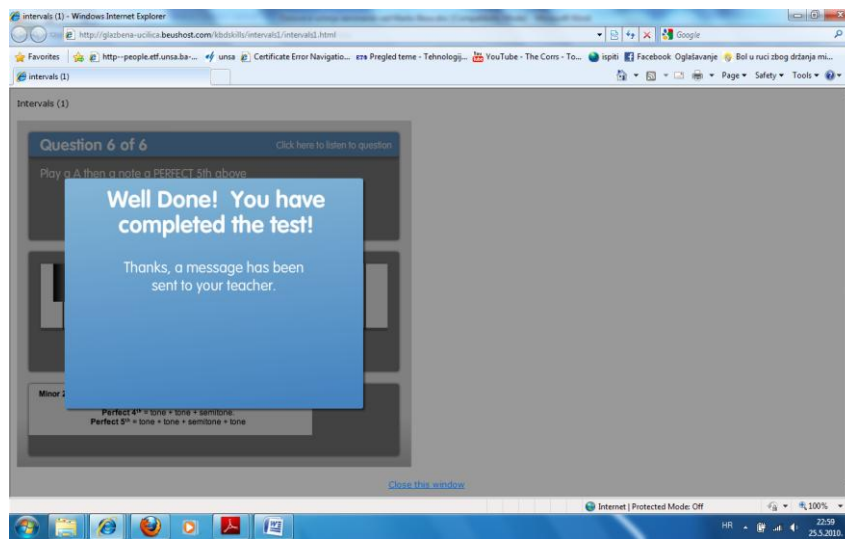 intervals (1) - Windows Internet Explorer
http://glazbena-ucilica.beushost.com/kbdskills/intervals1/intervals1.html
Google
Favorites http--people.etf.unsa.ba-... unsa Certificate Error Navigatio... Pregled teme - Tehnologij... YouTube - The Corrs - To... ispiti Facebook Oglašavanje Bol u ruci zbog držanja mi...
intervals (1)
Page Safety Tools
Intervals (1)
Question 6 of 6 Click here to listen to question
Play a A then a note a PERFECT 5th above
Well Done! You have
completed the test!
Thanks, a message has been
sent to your teacher.
Minor 2
Perfect 4th = tone + tone + semitone.
Perfect 5th = tone + tone + semitone + tone
Close this window
Internet | Protected Mode: Off 100%
HR 22:59
25.5.2010.